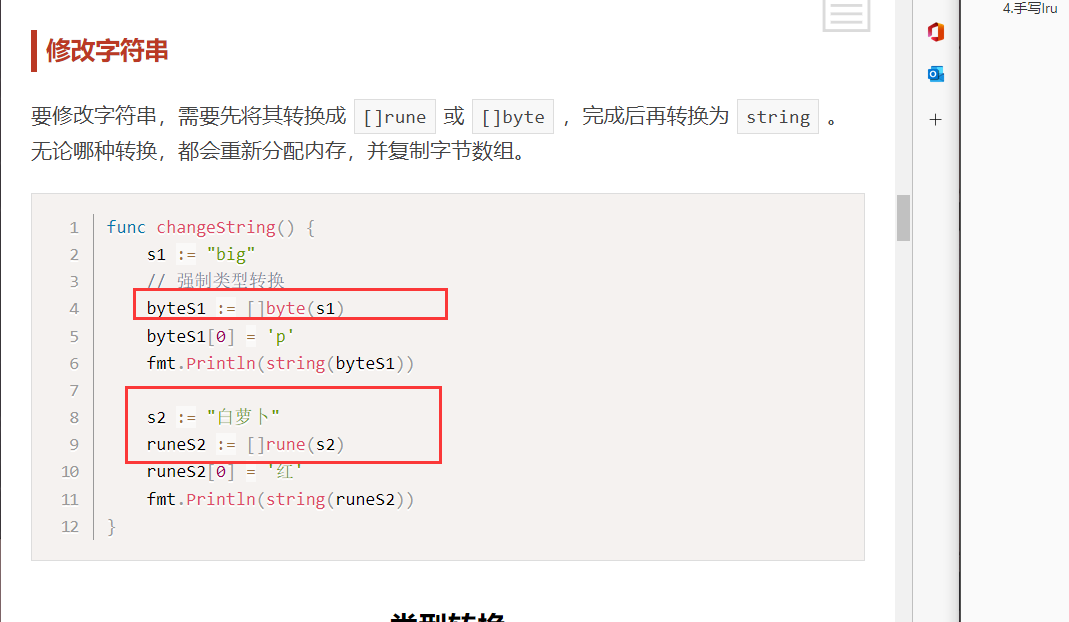 4.手写lru
修改字符串
要修改字符串，需要先将其转换成 []rune 或 []byte ，完成后再转换为 string 。
无论哪种转换，都会重新分配内存，并复制字节数组。
1 func changeString() {
2 s1 := "big"
3 // 强制类型转换
4 byteS1 := []byte(s1)
5 byteS1[0] = 'p'
6 fmt.Println(string(byteS1))
7
8 s2 := "白萝卜"
9 runeS2 := []rune(s2)
10 runeS2[0] = '红'
11 fmt.Println(string(runeS2))
12 }
类型转换